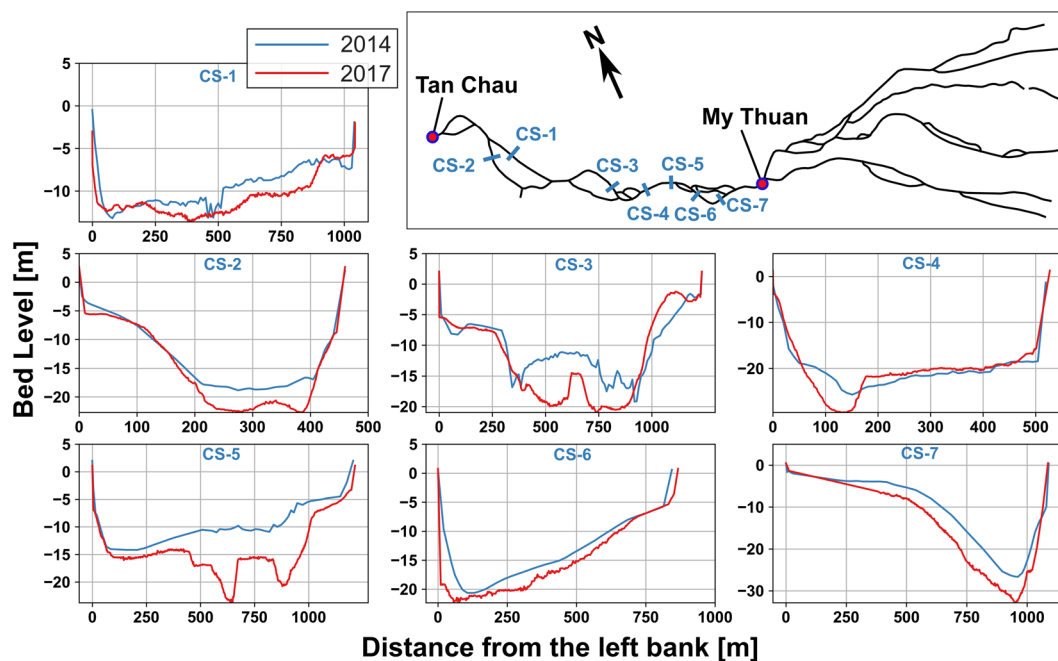 2014
2017
CS-1
5
0
−5
−10
0 250 500 750 1000
N
Tan Chau
My Thuan
CS-1
CS-2
CS-3
CS-4
CS-5
CS-6
CS-7
Bed Level [m]
CS-2
5
0
−5
−10
−15
−20
0 100 200 300 400 500
CS-3
5
0
−5
−10
−15
−20
0 250 500 750 1000
CS-4
0
−10
−20
0 100 200 300 400 500
CS-5
5
0
−5
−10
−15
−20
0 250 500 750 1000
CS-6
5
0
−5
−10
−15
−20
0 250 500 750 1000
CS-7
0
−10
−20
−30
0 250 500 750 1000
Distance from the left bank [m]